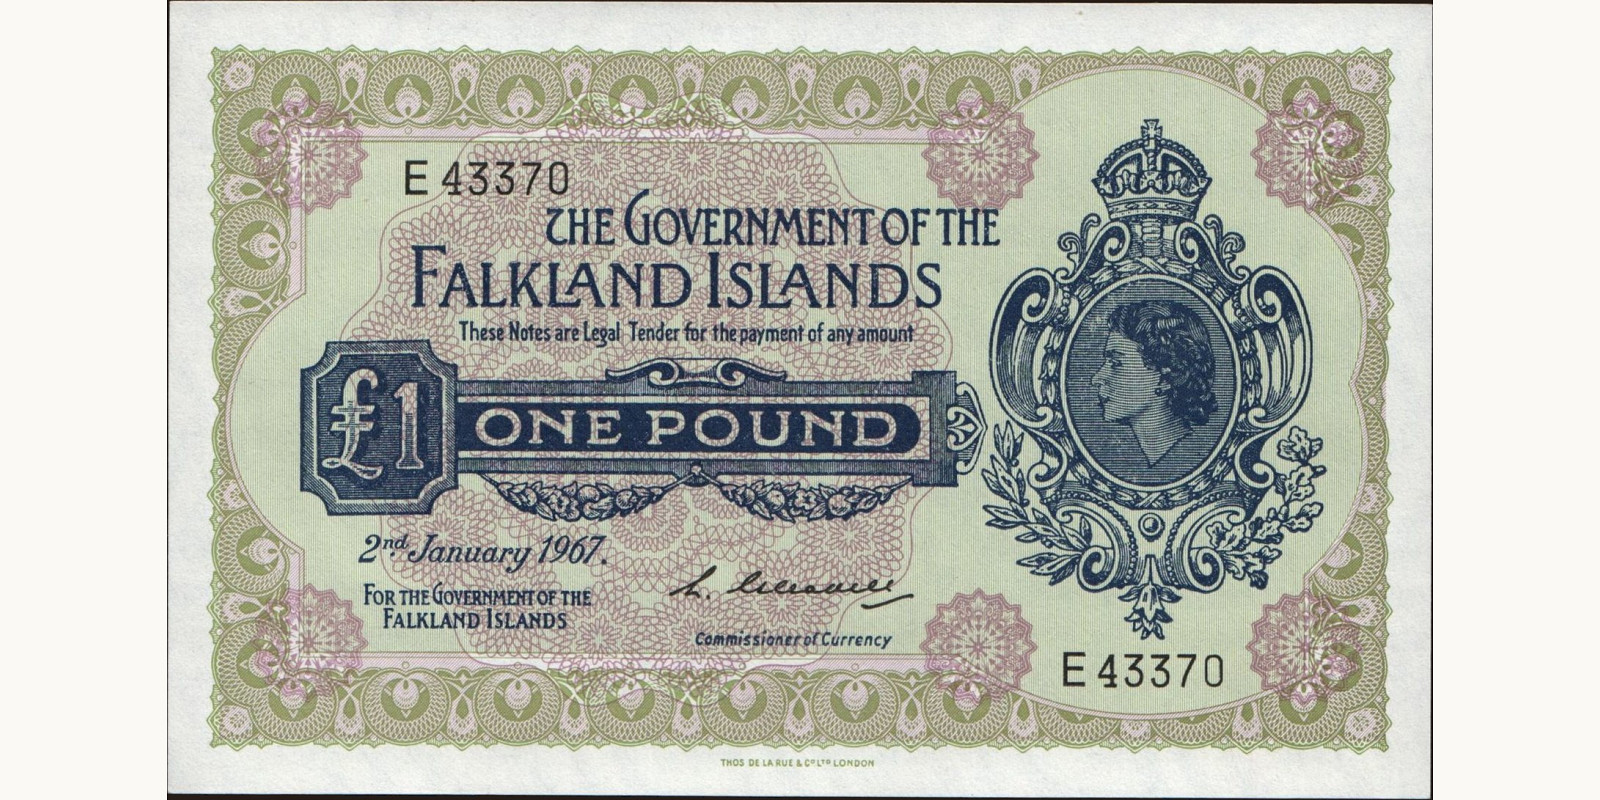 E 43370
THE GOVERNMENT OF THE
FALKLAND ISLANDS
These Notes are Legal Tender for the payment of any amount
£1
ONE POUND
2nd January 1967.
FOR THE GOVERNMENT OF THE
FALKLAND ISLANDS
Commissioner of Currency
E 43370
THOS DE LA RUE & CO LTD LONDON